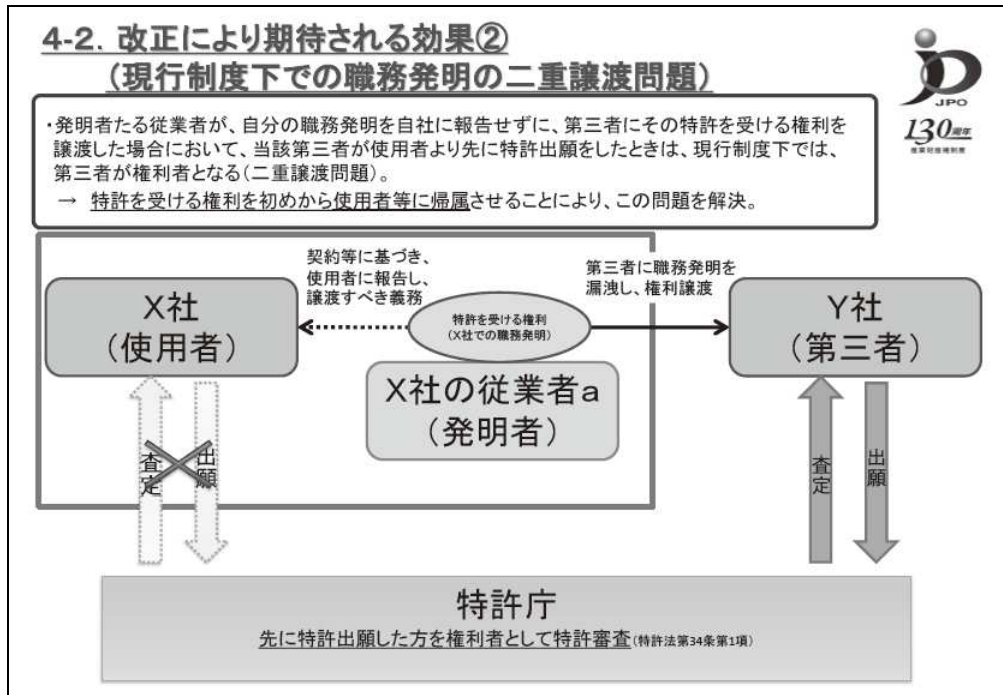 4-2. 改正により期待される効果②
(現行制度下での職務発明の二重譲渡問題)
JPO
130周年
産業財産権制度
・発明者たる従業者が、自分の職務発明を自社に報告せずに、第三者にその特許を受ける権利を
譲渡した場合において、当該第三者が使用者より先に特許出願をしたときは、現行制度下では、
第三者が権利者となる(二重譲渡問題)。
→ 特許を受ける権利を初めから使用者等に帰属させることにより、この問題を解決。
契約等に基づき、
使用者に報告し、
譲渡すべき義務
第三者に職務発明を
漏洩し、権利譲渡
X社
(使用者)
特許を受ける権利
(X社での職務発明)
Y社
(第三者)
X社の従業者a
(発明者)
査定
出願
査定
出願
特許庁
先に特許出願した方を権利者として特許審査(特許法第34条第1項)